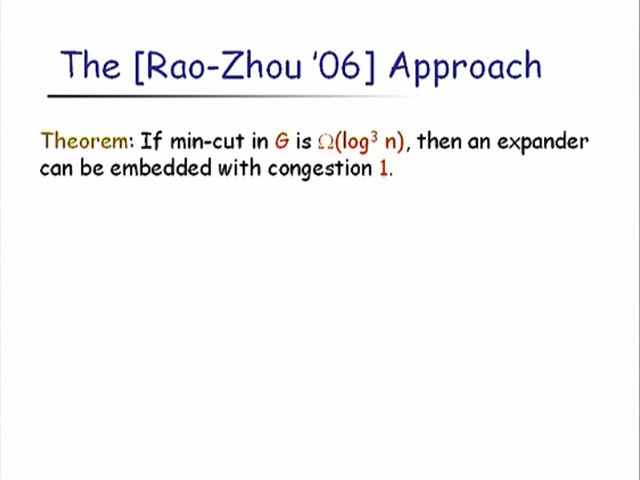 The [Rao-Zhou ’06] Approach
Theorem: If min-cut in G is Ω(log³ n), then an expander
can be embedded with congestion 1.